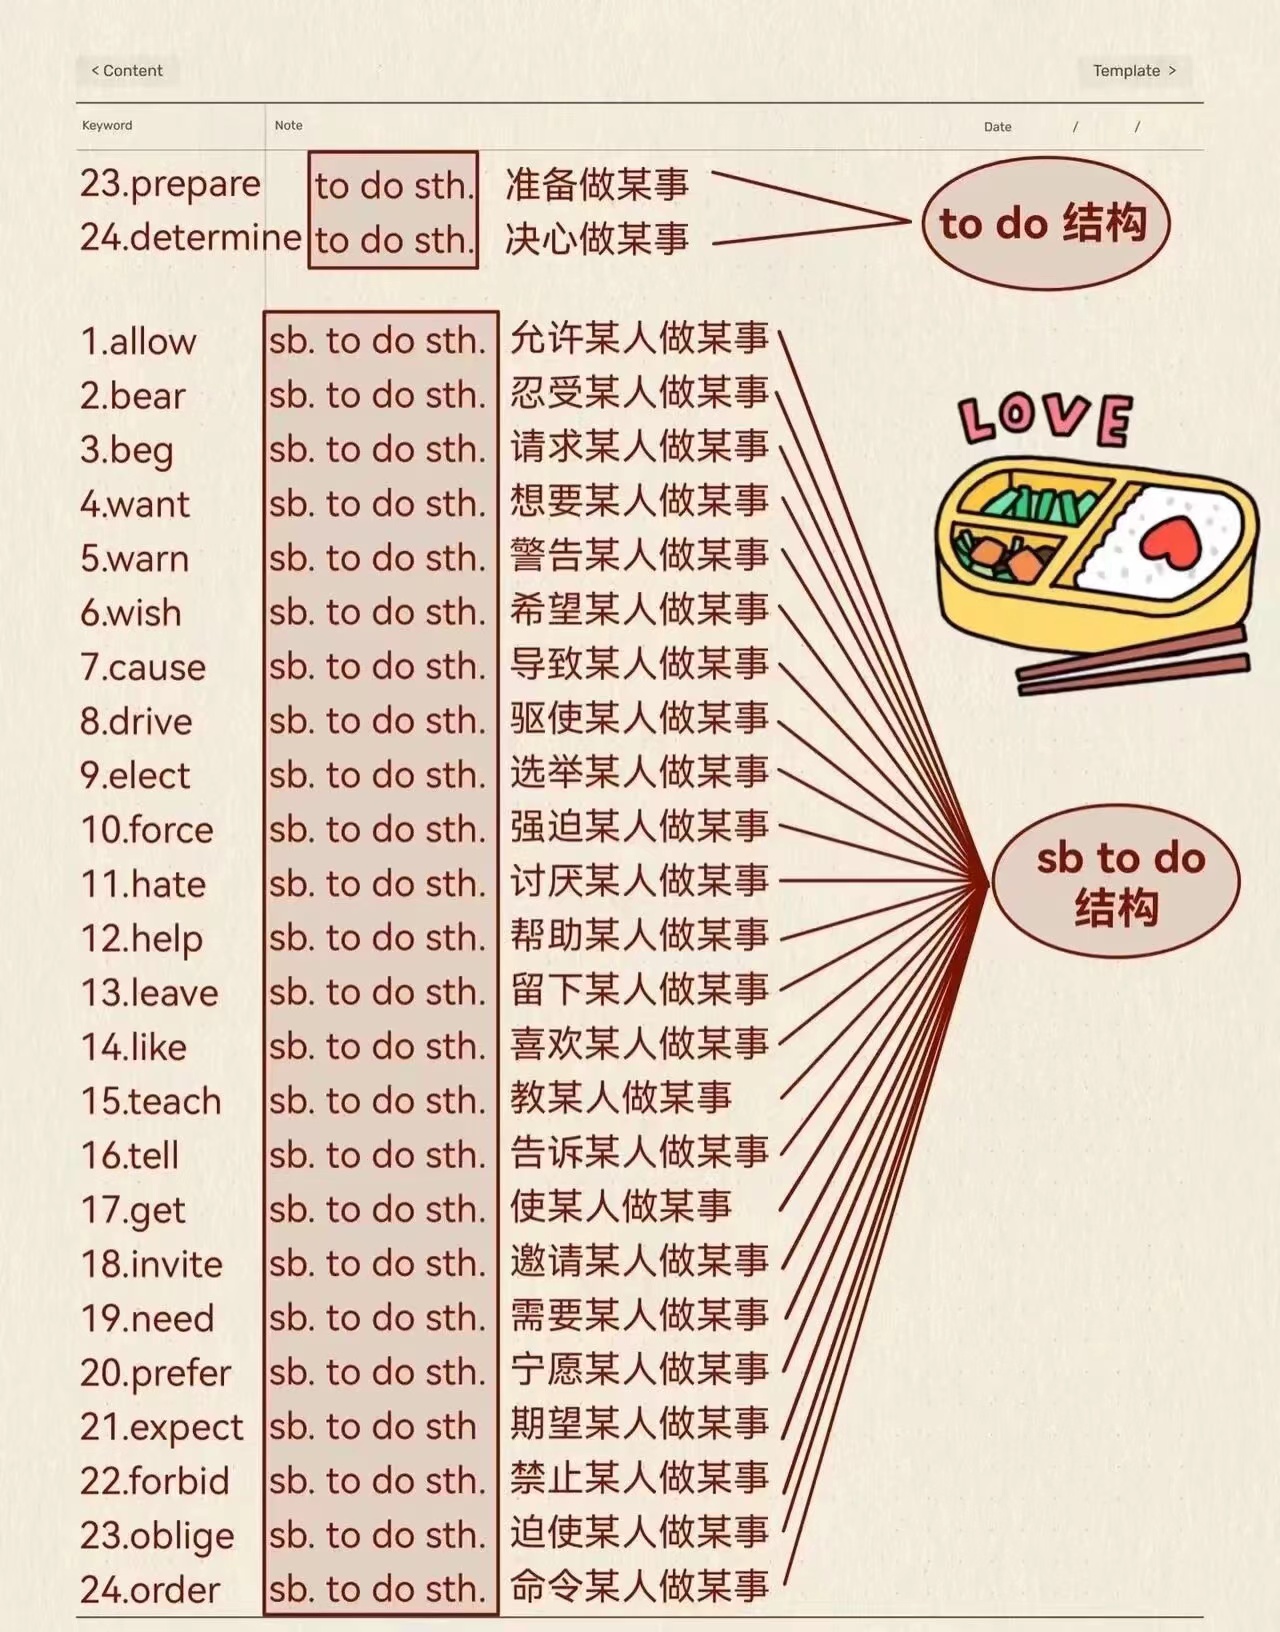 < Content
Template >
Keyword Note Date / /
23.prepare to do sth. 准备做某事
24.determine to do sth. 决心做某事
to do 结构
1.allow sb. to do sth. 允许某人做某事
2.bear sb. to do sth. 忍受某人做某事
3.beg sb. to do sth. 请求某人做某事
4.want sb. to do sth. 想要某人做某事
5.warn sb. to do sth. 警告某人做某事
6.wish sb. to do sth. 希望某人做某事
7.cause sb. to do sth. 导致某人做某事
8.drive sb. to do sth. 驱使某人做某事
9.elect sb. to do sth. 选举某人做某事
10.force sb. to do sth. 强迫某人做某事
11.hate sb. to do sth. 讨厌某人做某事
12.help sb. to do sth. 帮助某人做某事
13.leave sb. to do sth. 留下某人做某事
14.like sb. to do sth. 喜欢某人做某事
15.teach sb. to do sth. 教某人做某事
16.tell sb. to do sth. 告诉某人做某事
17.get sb. to do sth. 使某人做某事
18.invite sb. to do sth. 邀请某人做某事
19.need sb. to do sth. 需要某人做某事
20.prefer sb. to do sth. 宁愿某人做某事
21.expect sb. to do sth 期望某人做某事
22.forbid sb. to do sth. 禁止某人做某事
23.oblige sb. to do sth. 迫使某人做某事
24.order sb. to do sth. 命令某人做某事
LOVE
sb to do
结构